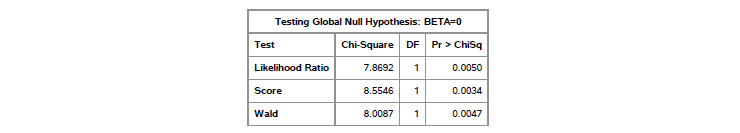 Testing Global Null Hypothesis: BETA=0
Test Chi-Square DF Pr > ChiSq
Likelihood Ratio 7.8692 1 0.0050
Score 8.5546 1 0.0034
Wald 8.0087 1 0.0047